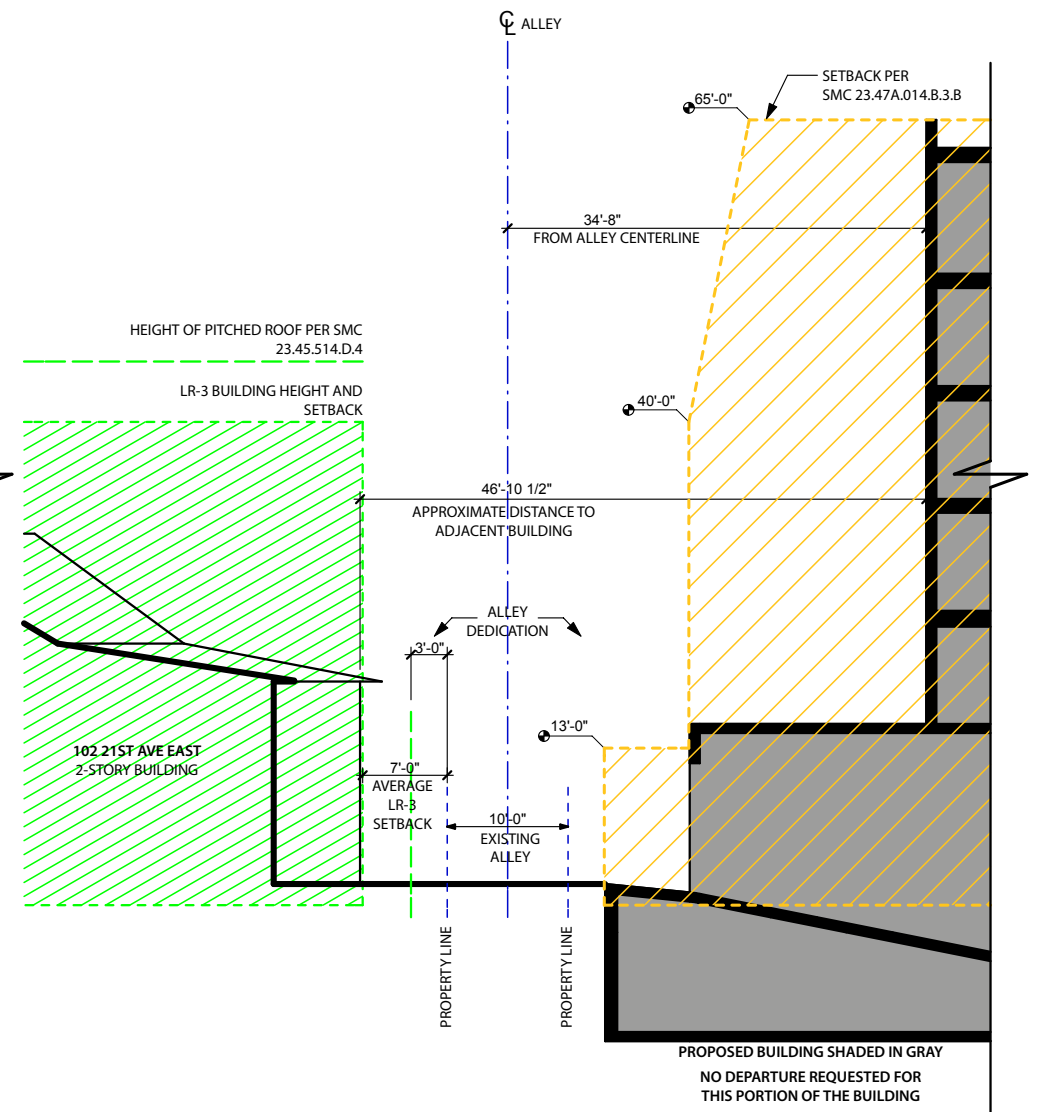 ℄ ALLEY
SETBACK PER
SMC 23.47A.014.B.3.B
65'-0"
34'-8"
FROM ALLEY CENTERLINE
HEIGHT OF PITCHED ROOF PER SMC
23.45.514.D.4
LR-3 BUILDING HEIGHT AND
SETBACK
40'-0"
46'-10 1/2"
APPROXIMATE DISTANCE TO
ADJACENT BUILDING
ALLEY
DEDICATION
3'-0"
13'-0"
102 21ST AVE EAST
2-STORY BUILDING
7'-0"
AVERAGE
LR-3
SETBACK
10'-0"
EXISTING
ALLEY
PROPERTY LINE
PROPERTY LINE
PROPOSED BUILDING SHADED IN GRAY
NO DEPARTURE REQUESTED FOR
THIS PORTION OF THE BUILDING